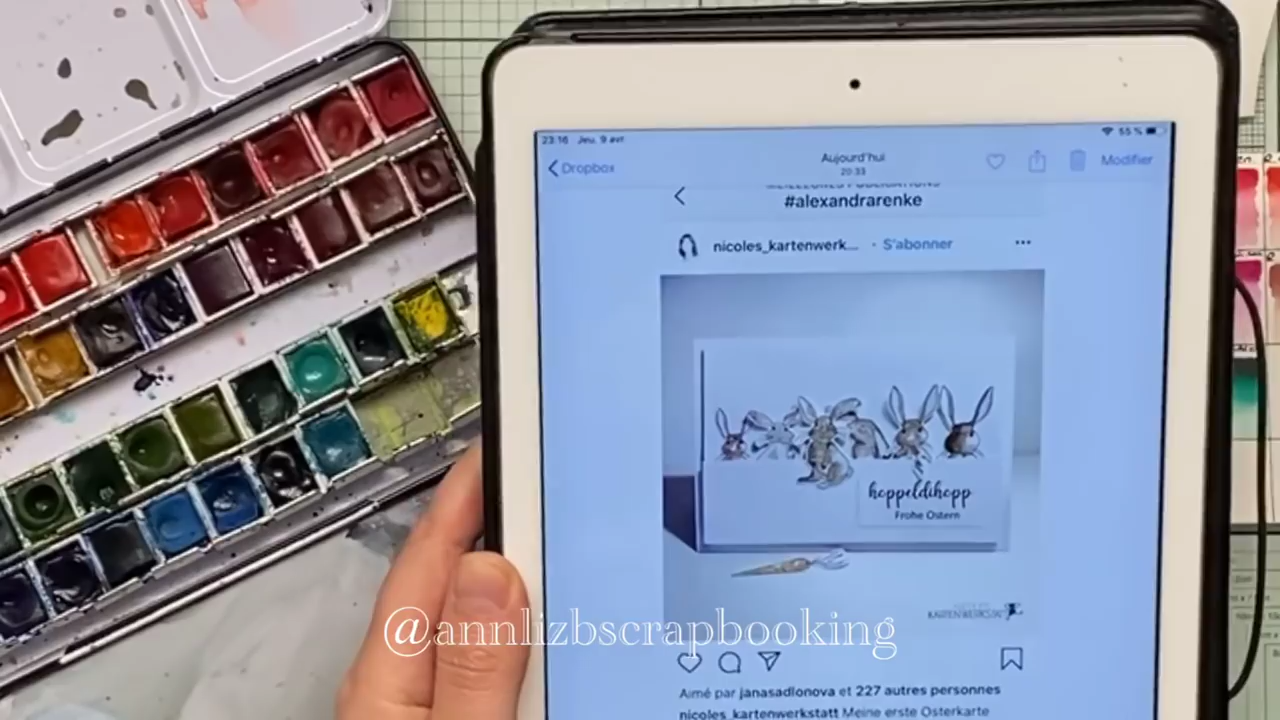 23:16 Jeu. 9 avr.
55 %
Dropbox
Aujourd'hui
20:33
Modifier
#alexandrarenke
nicoles_kartenwerk... · S'abonner
hoppeldihopp
Frohe Ostern
KARTENWERKSTATT
@annlizbscrapbooking
Aimé par janasadlonova et 227 autres personnes
nicoles_kartenwerkstatt Meine erste Osterkarte